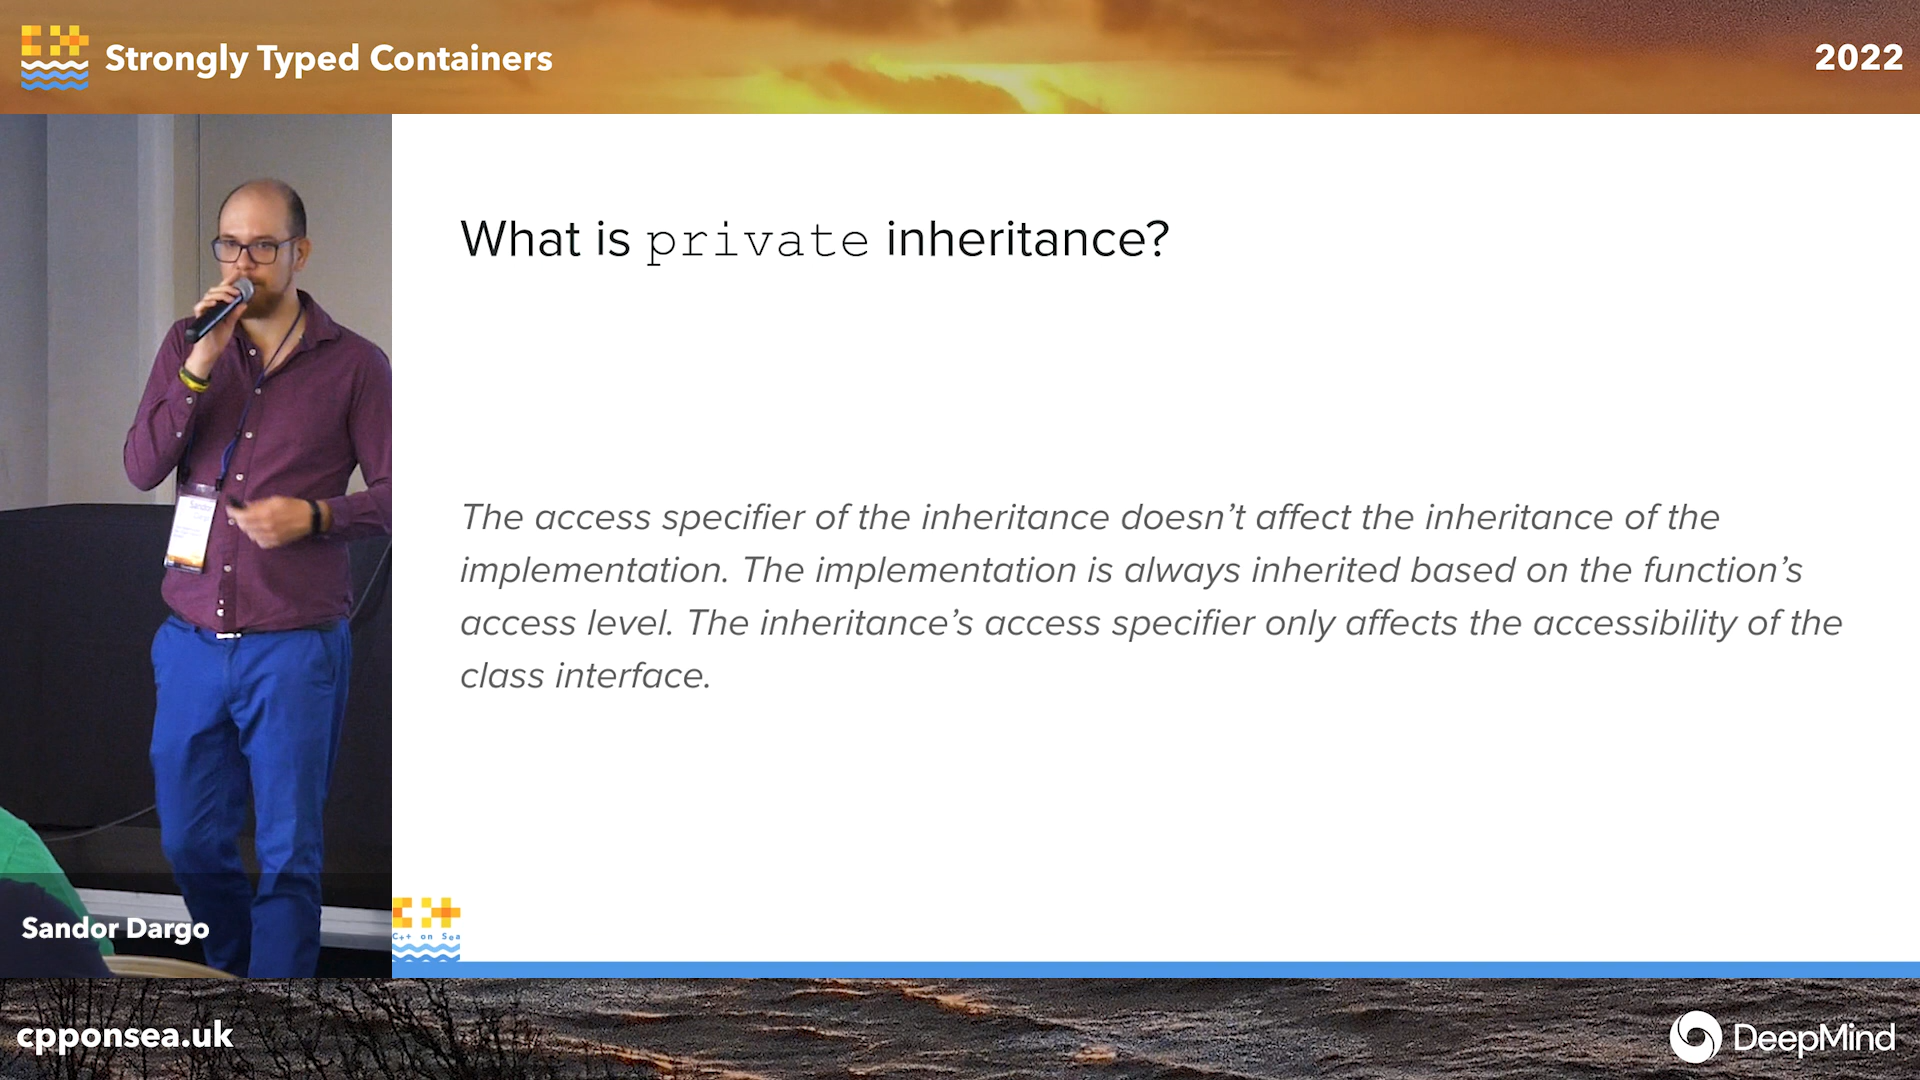 Strongly Typed Containers
2022
What is private inheritance?
The access specifier of the inheritance doesn’t affect the inheritance of the
implementation. The implementation is always inherited based on the function’s
access level. The inheritance’s access specifier only affects the accessibility of the
class interface.
Sandor Dargo
C++ on Sea
cpponsea.uk
DeepMind